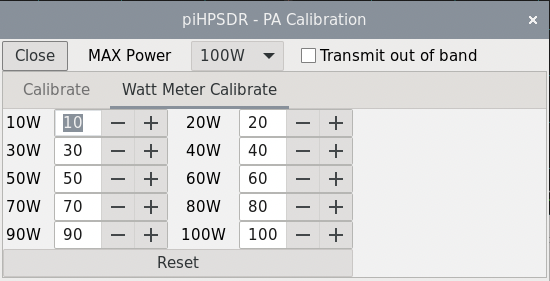 piHPSDR - PA Calibration ×
Close MAX Power 100W Transmit out of band
Calibrate Watt Meter Calibrate
10W 10 − + 20W 20 − +
30W 30 − + 40W 40 − +
50W 50 − + 60W 60 − +
70W 70 − + 80W 80 − +
90W 90 − + 100W 100 − +
Reset